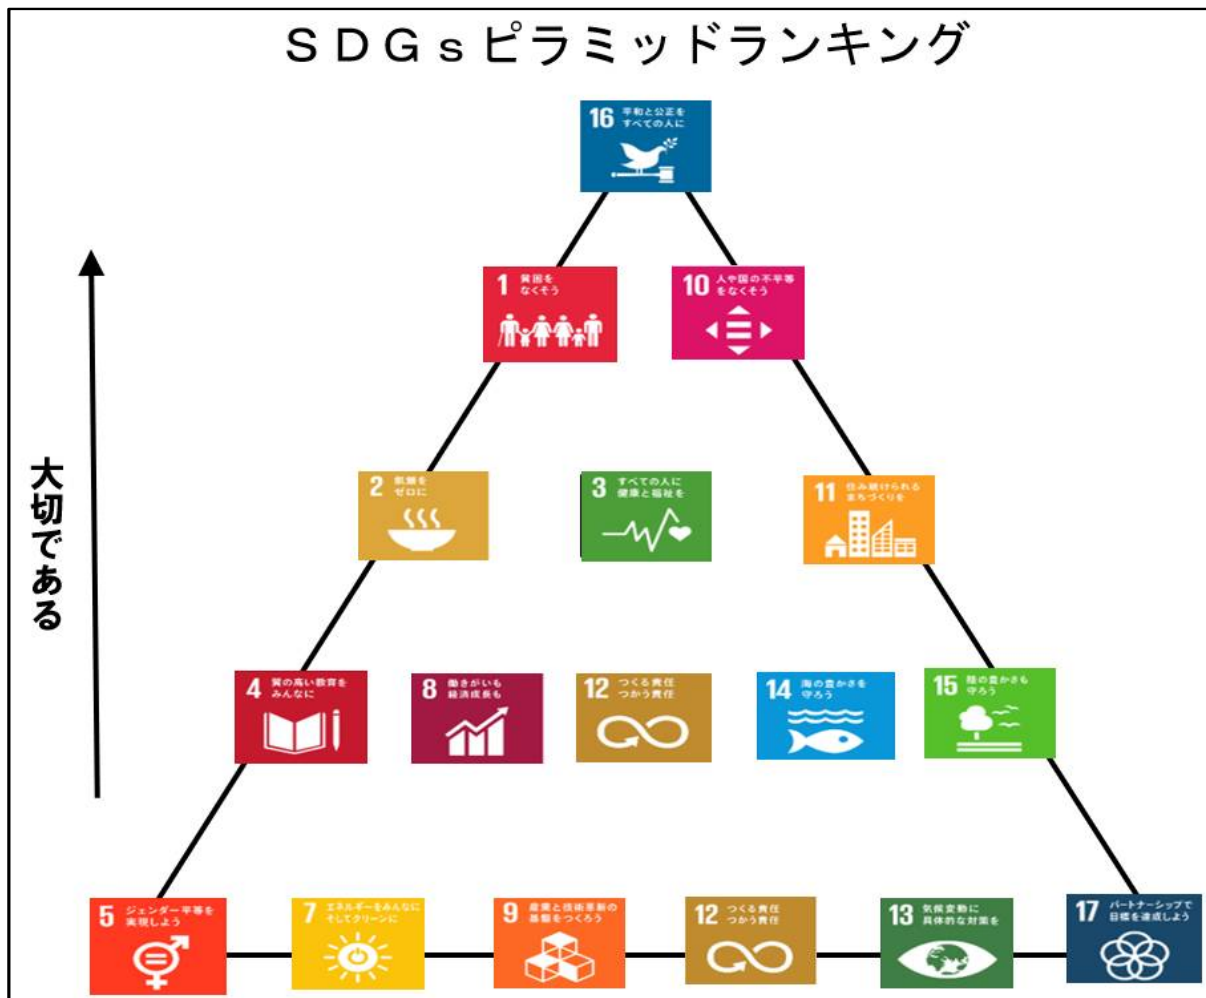 SDGsピラミッドランキング
16 平和と公正を
すべての人に
1 貧困を
なくそう
10 人や国の不平等
をなくそう
大切である
2 飢餓を
ゼロに
3 すべての人に
健康と福祉を
11 住み続けられる
まちづくりを
4 質の高い教育を
みんなに
8 働きがいも
経済成長も
12 つくる責任
つかう責任
14 海の豊かさを
守ろう
15 陸の豊かさも
守ろう
5 ジェンダー平等を
実現しよう
7 エネルギーをみんなに
そしてクリーンに
9 産業と技術革新の
基盤をつくろう
12 つくる責任
つかう責任
13 気候変動に
具体的な対策を
17 パートナーシップで
目標を達成しよう